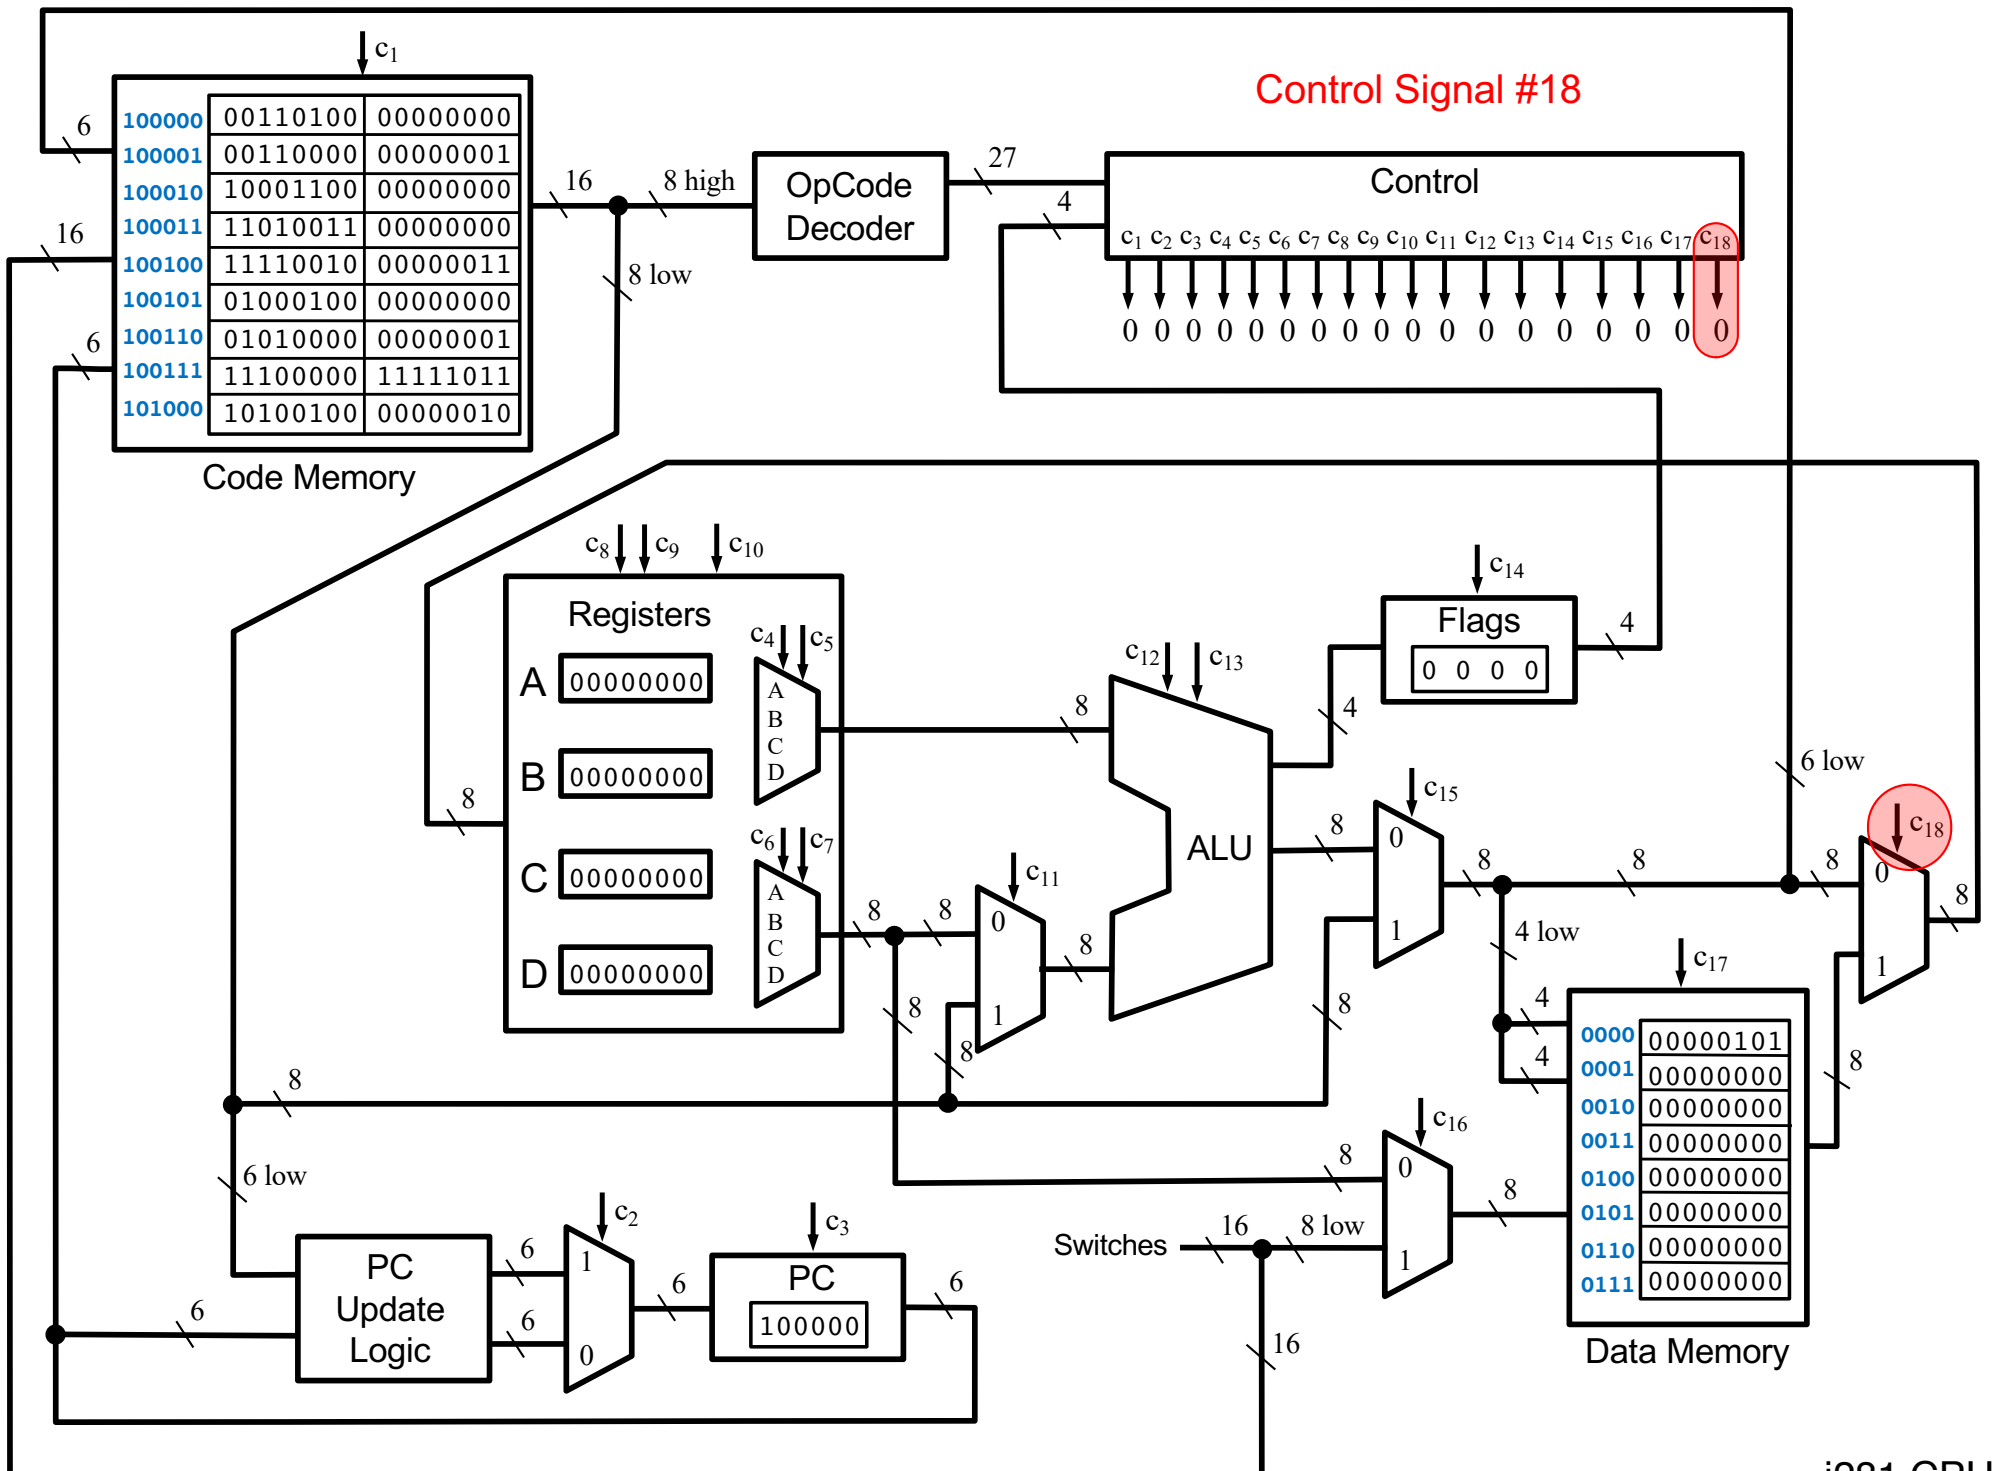 c1
Control Signal #18
100000 00110100 00000000
100001 00110000 00000001
100010 10001100 00000000
100011 11010011 00000000
100100 11110010 00000011
100101 01000100 00000000
100110 01010000 00000001
100111 11100000 11111011
101000 10100100 00000010
Code Memory
6
16
6
16
8 high
8 low
OpCode
Decoder
27
4
Control
c1 c2 c3 c4 c5 c6 c7 c8 c9 c10 c11 c12 c13 c14 c15 c16 c17 c18
0 0 0 0 0 0 0 0 0 0 0 0 0 0 0 0 0 0
c8 c9 c10
Registers
A 00000000
B 00000000
C 00000000
D 00000000
c4 c5
A
B
C
D
c6 c7
A
B
C
D
8
8
8
8
8
c11
0
1
8
8
c12 c13
ALU
c14
Flags
0 0 0 0
4
4
8
c15
0
1
8
8
8
4 low
6 low
8
c18
0
1
8
c17
4
4
0000 00000101
0001 00000000
0010 00000000
0011 00000000
0100 00000000
0101 00000000
0110 00000000
0111 00000000
Data Memory
8
8
6 low
PC
Update
Logic
6
6
6
c2
1
0
6
c3
PC
100000
6
Switches
16
8 low
16
8
c16
0
1
8